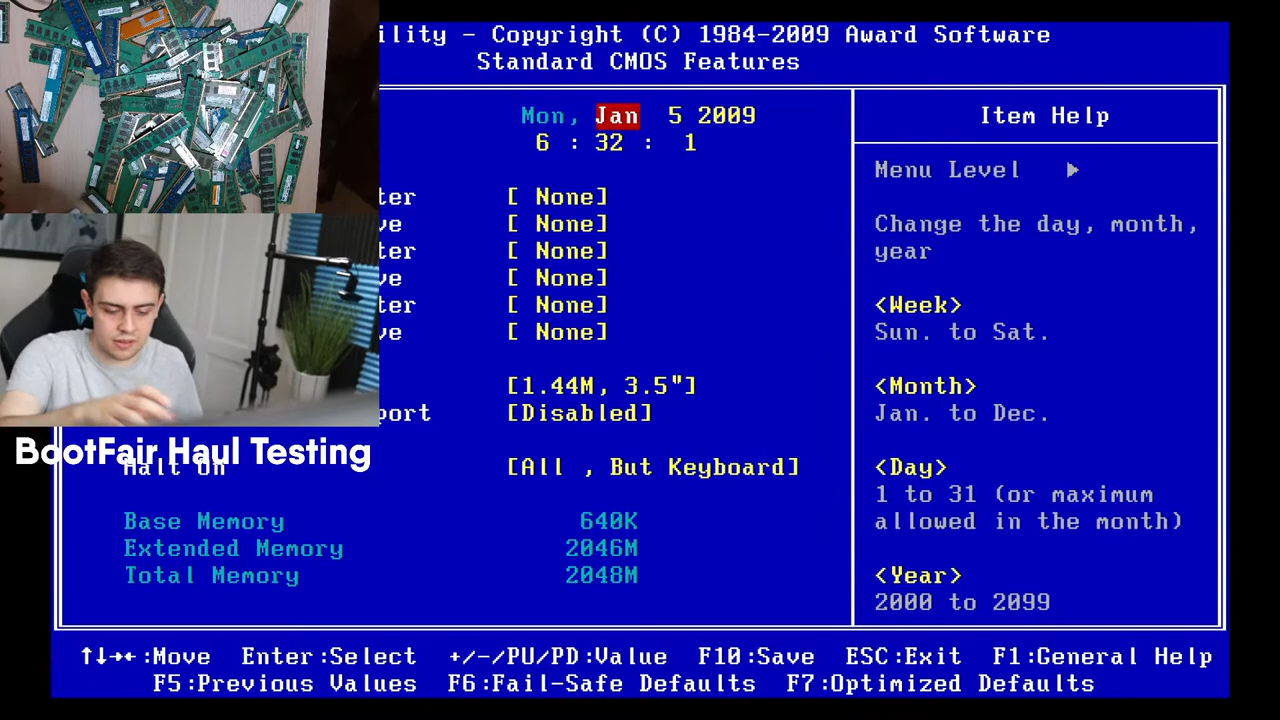 ility - Copyright (C) 1984-2009 Award Software
Standard CMOS Features
Mon, Jan 5 2009
6 : 32 : 1
ter [ None]
ve [ None]
ter [ None]
ve [ None]
ter [ None]
ve [ None]
[1.44M, 3.5"]
port [Disabled]
BootFair Haul Testing
Halt On [All , But Keyboard]
Base Memory 640K
Extended Memory 2046M
Total Memory 2048M
Item Help
Menu Level ►
Change the day, month,
year
<Week>
Sun. to Sat.
<Month>
Jan. to Dec.
<Day>
1 to 31 (or maximum
allowed in the month)
<Year>
2000 to 2099
↑↓→←:Move Enter:Select +/-/PU/PD:Value F10:Save ESC:Exit F1:General Help
F5:Previous Values F6:Fail-Safe Defaults F7:Optimized Defaults